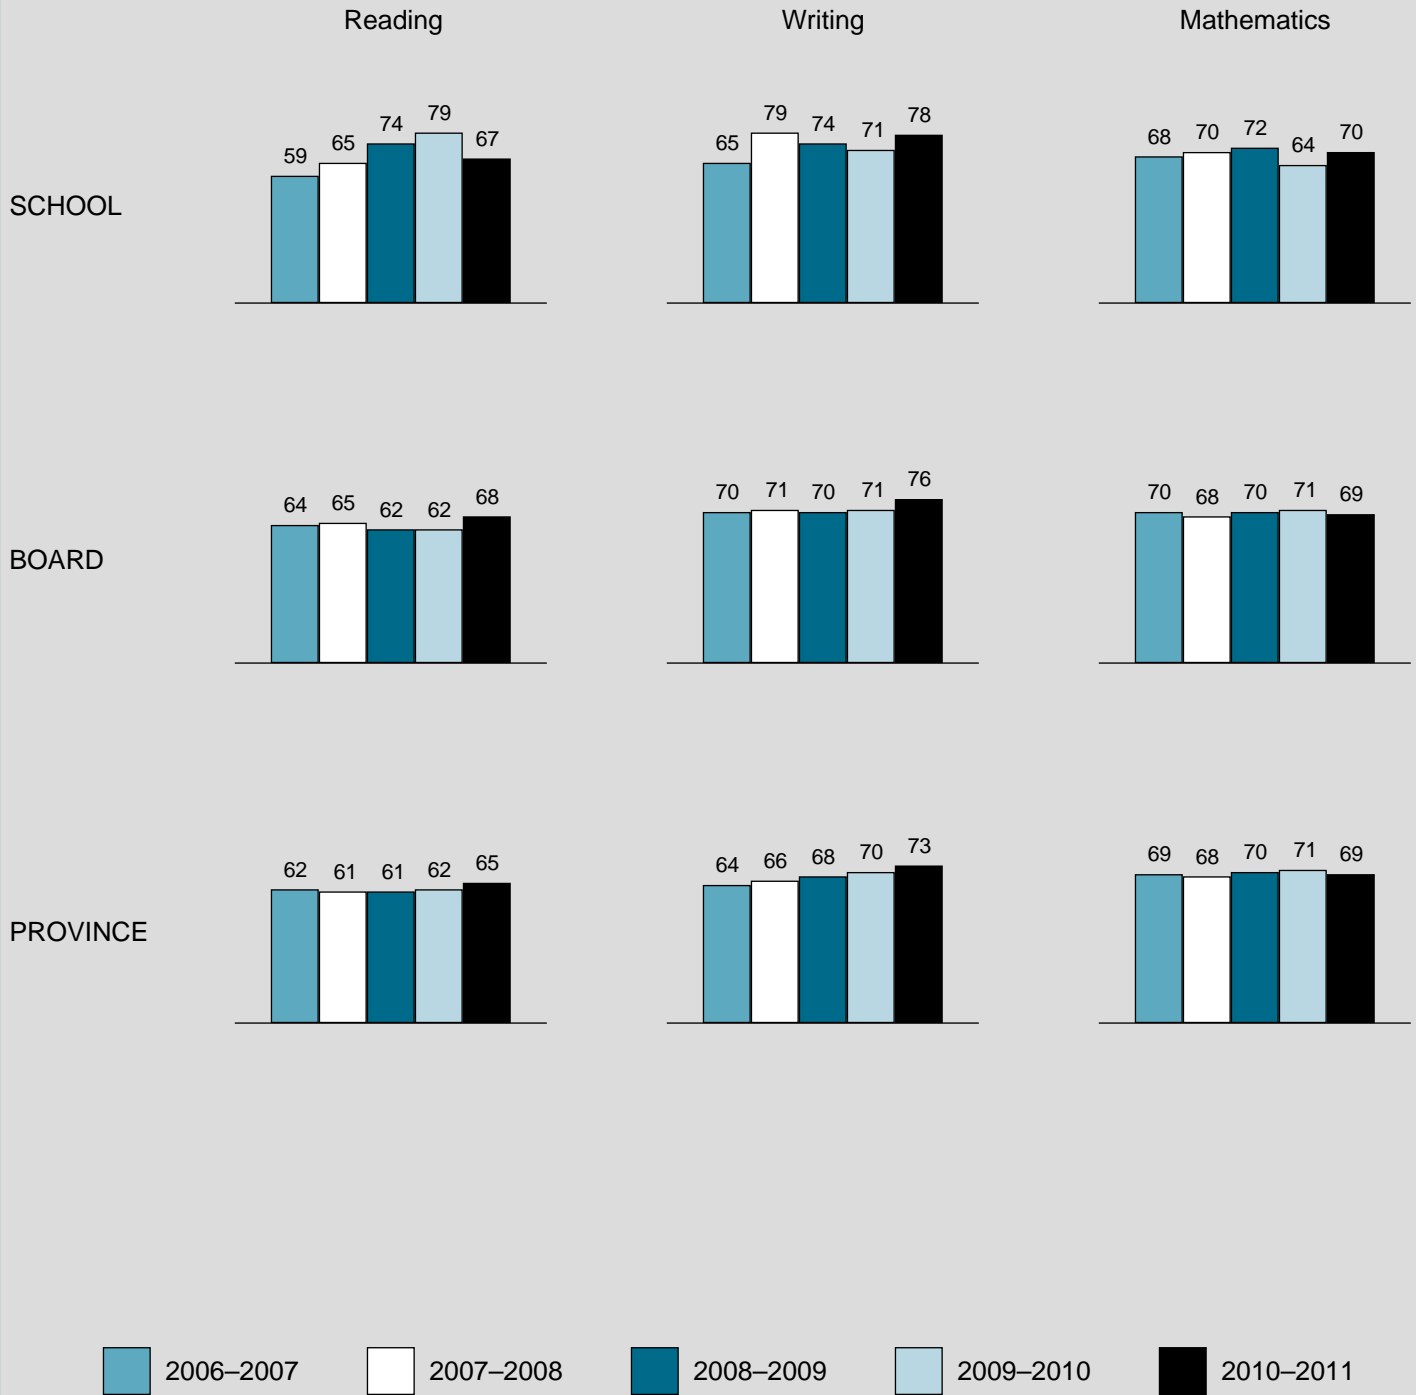 Reading Writing Mathematics
59 65 74 79 67
65 79 74 71 78
68 70 72 64 70
SCHOOL
64 65 62 62 68
70 71 70 71 76
70 68 70 71 69
BOARD
62 61 61 62 65
64 66 68 70 73
69 68 70 71 69
PROVINCE
2006–2007 2007–2008 2008–2009 2009–2010 2010–2011